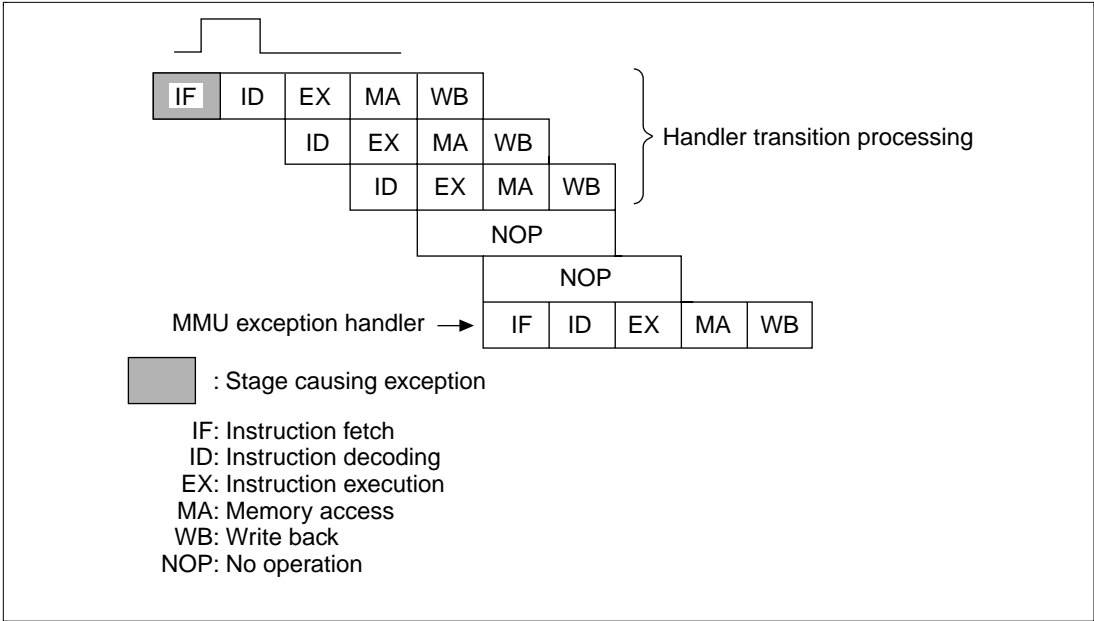 IF ID EX MA WB
ID EX MA WB
Handler transition processing
ID EX MA WB
NOP
NOP
MMU exception handler IF ID EX MA WB
: Stage causing exception
IF: Instruction fetch
ID: Instruction decoding
EX: Instruction execution
MA: Memory access
WB: Write back
NOP: No operation